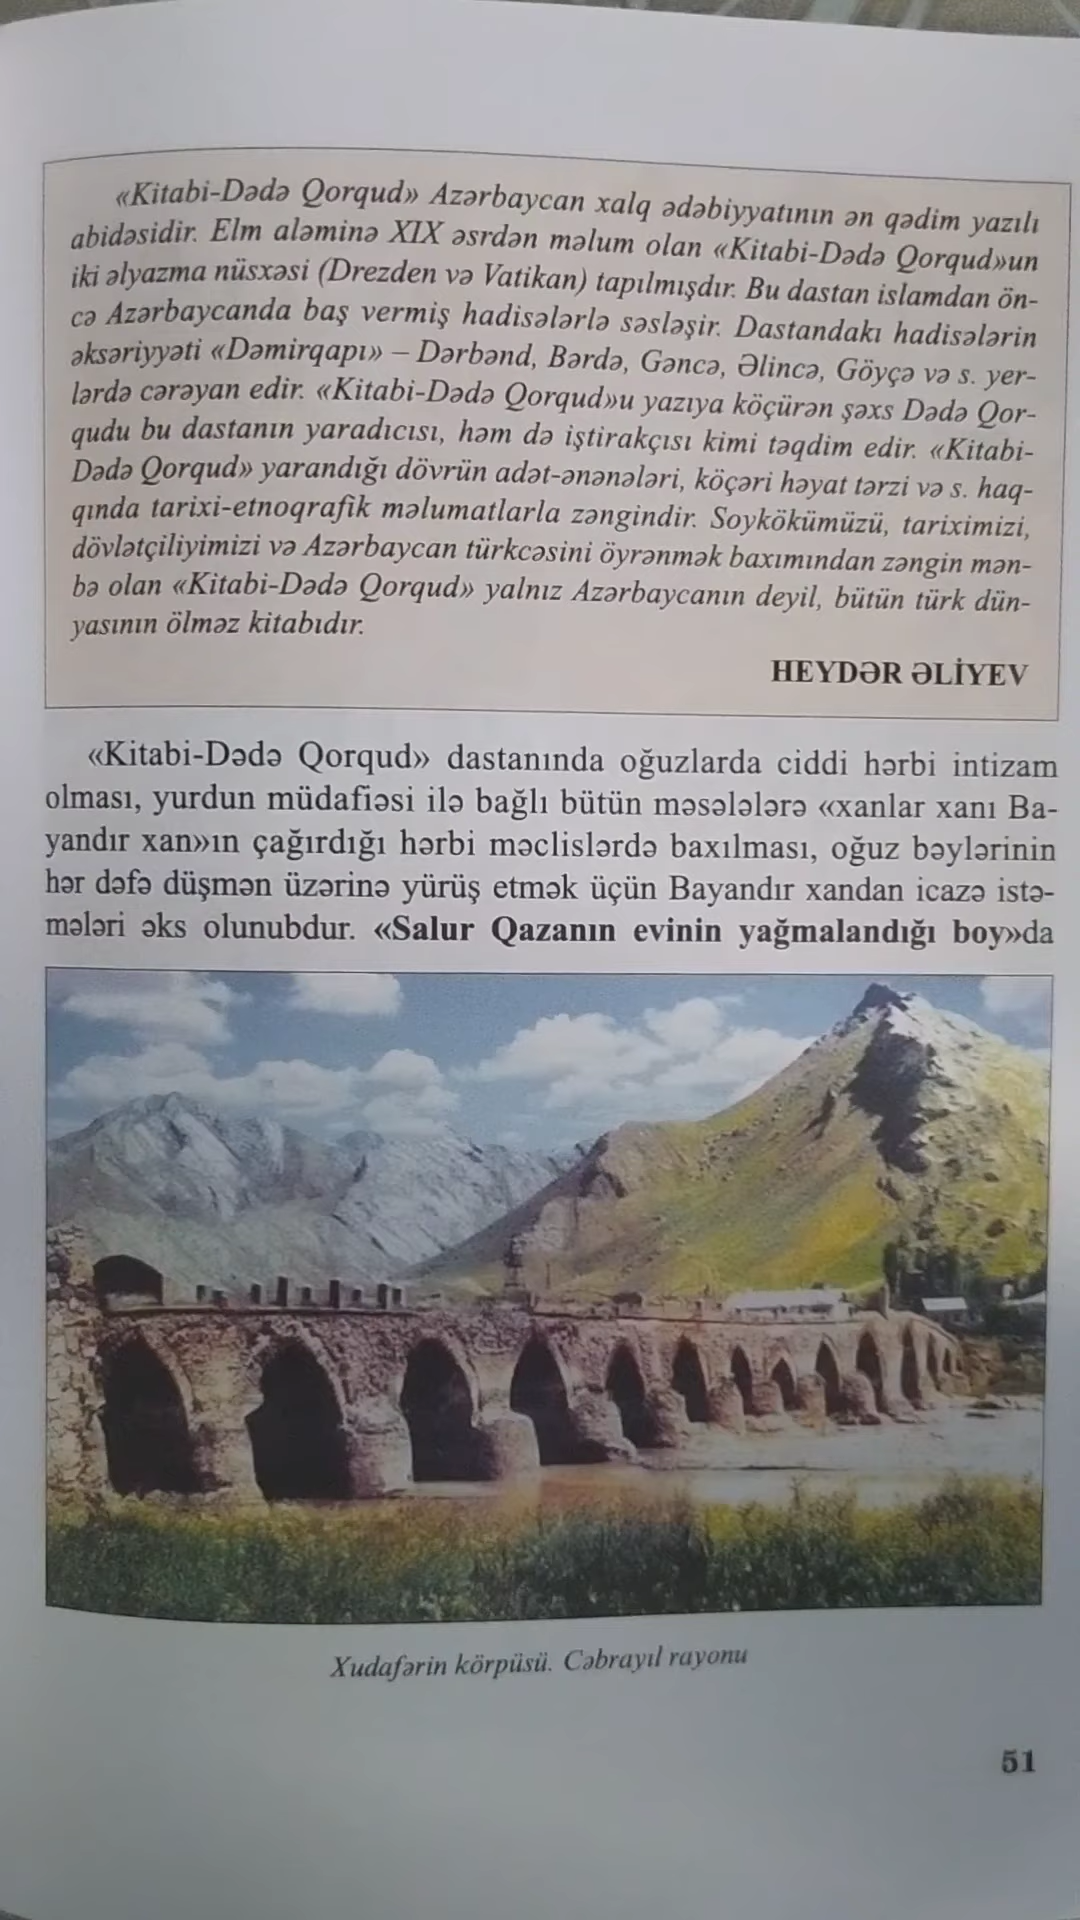 «Kitabi-Dədə Qorqud» Azərbaycan xalq ədəbiyyatının ən qədim yazılı
abidəsidir. Elm aləminə XIX əsrdən məlum olan «Kitabi-Dədə Qorqud»un
iki əlyazma nüsxəsi (Drezden və Vatikan) tapılmışdır. Bu dastan islamdan ön-
cə Azərbaycanda baş vermiş hadisələrlə səsləşir. Dastandakı hadisələrin
əksəriyyəti «Dəmirqapı» – Dərbənd, Bərdə, Gəncə, Əlincə, Göyçə və s. yer-
lərdə cərəyan edir. «Kitabi-Dədə Qorqud»u yazıya köçürən şəxs Dədə Qor-
qudu bu dastanın yaradıcısı, həm də iştirakçısı kimi təqdim edir. «Kitabi-
Dədə Qorqud» yarandığı dövrün adət-ənənələri, köçəri həyat tərzi və s. haq-
qında tarixi-etnoqrafik məlumatlarla zəngindir. Soykökümüzü, tariximizi,
dövlətçiliyimizi və Azərbaycan türkcəsini öyrənmək baxımından zəngin mən-
bə olan «Kitabi-Dədə Qorqud» yalnız Azərbaycanın deyil, bütün türk dün-
yasının ölməz kitabıdır.
HEYDƏR ƏLİYEV
«Kitabi-Dədə Qorqud» dastanında oğuzlarda ciddi hərbi intizam
olması, yurdun müdafiəsi ilə bağlı bütün məsələlərə «xanlar xanı Ba-
yandır xan»ın çağırdığı hərbi məclislərdə baxılması, oğuz bəylərinin
hər dəfə düşmən üzərinə yürüş etmək üçün Bayandır xandan icazə istə-
mələri əks olunubdur. «Salur Qazanın evinin yağmalandığı boy»da
Xudafərin körpüsü. Cəbrayıl rayonu
51